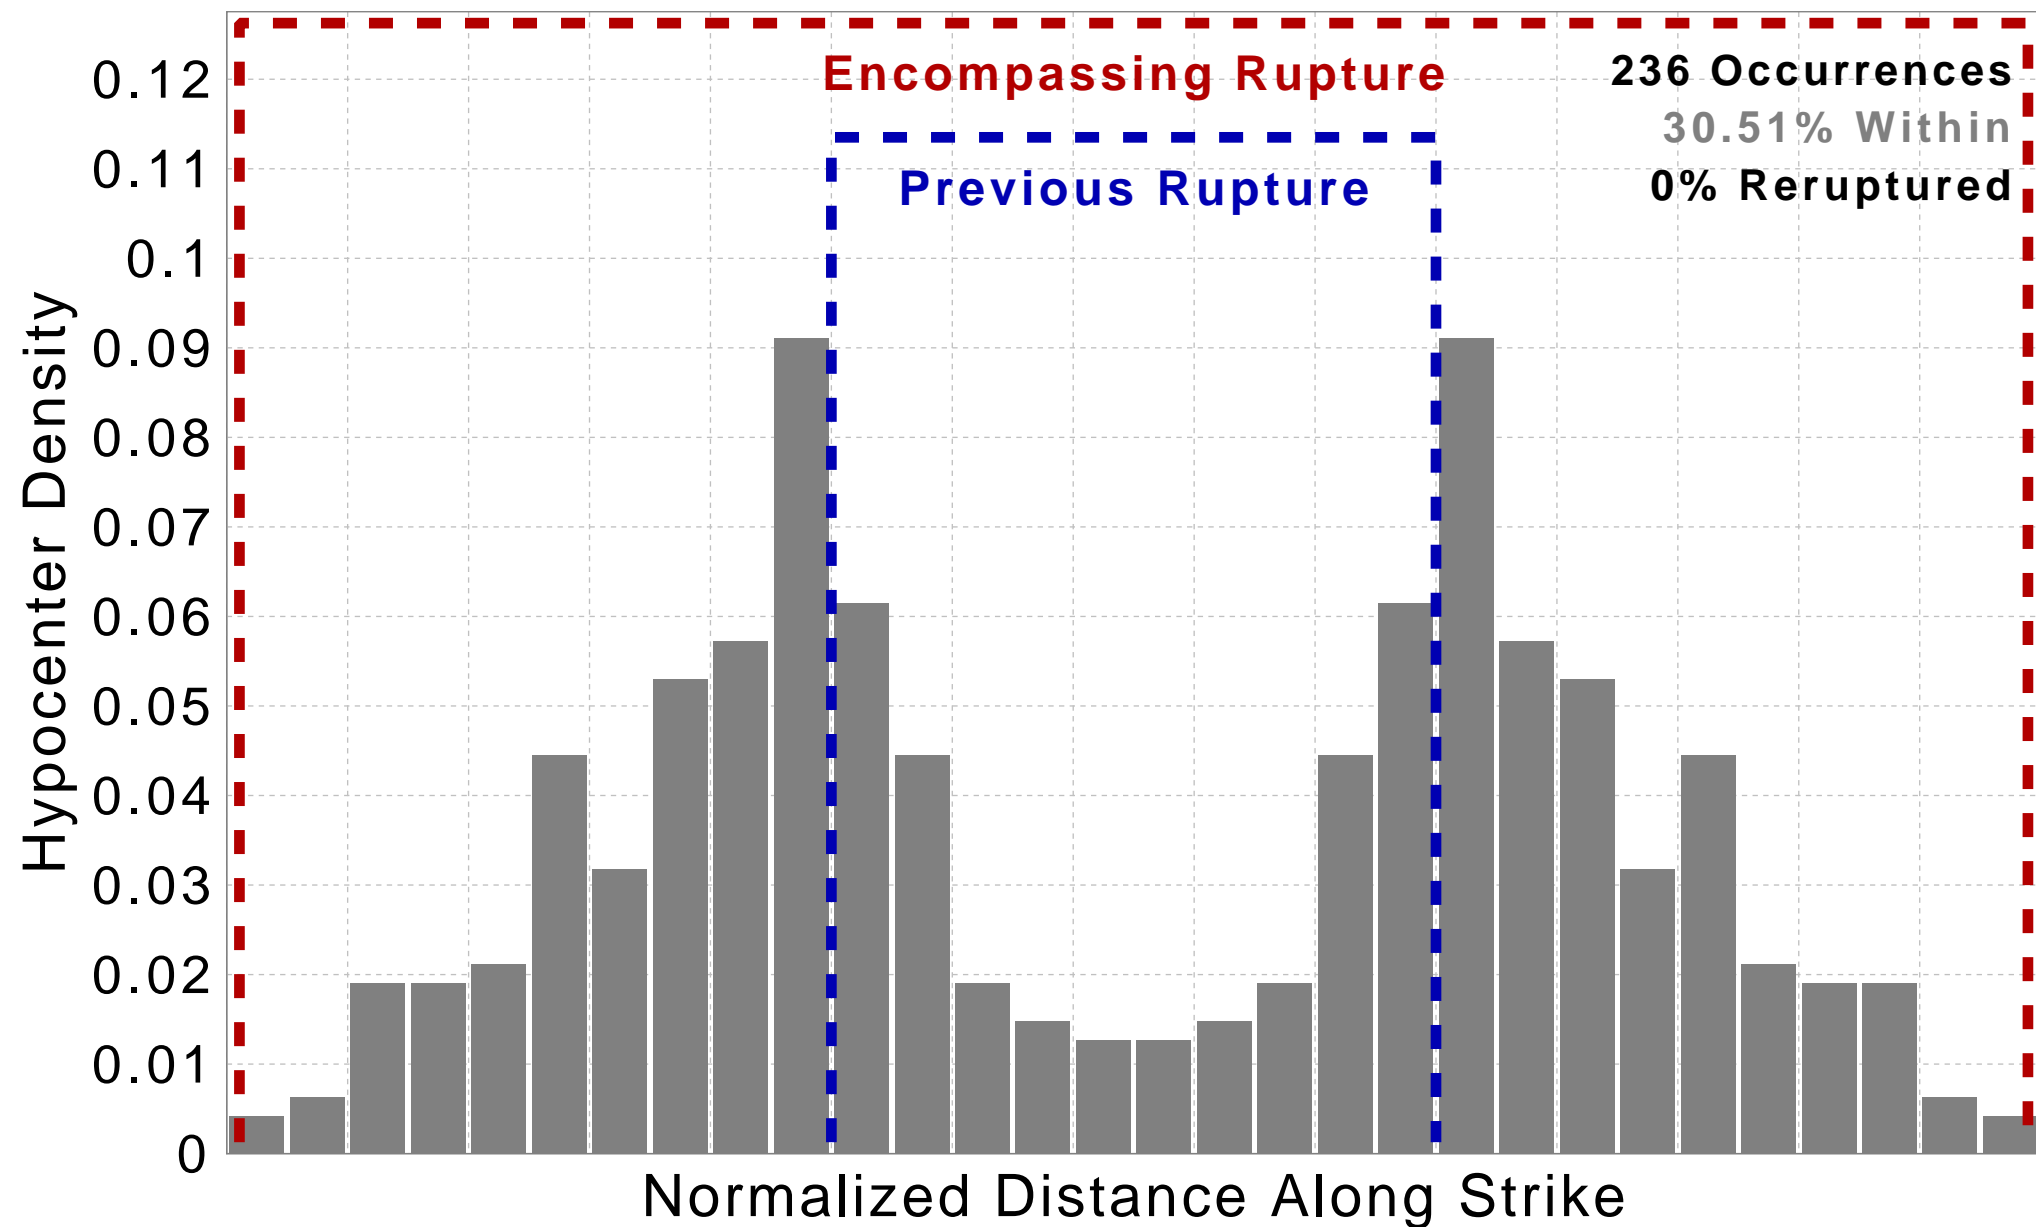 Encompassing Rupture
236 Occurrences
30.51% Within
Previous Rupture
0% Reruptured
0.12
0.11
0.1
0.09
0.08
0.07
0.06
0.05
0.04
0.03
0.02
0.01
0
Hypocenter Density
Normalized Distance Along Strike